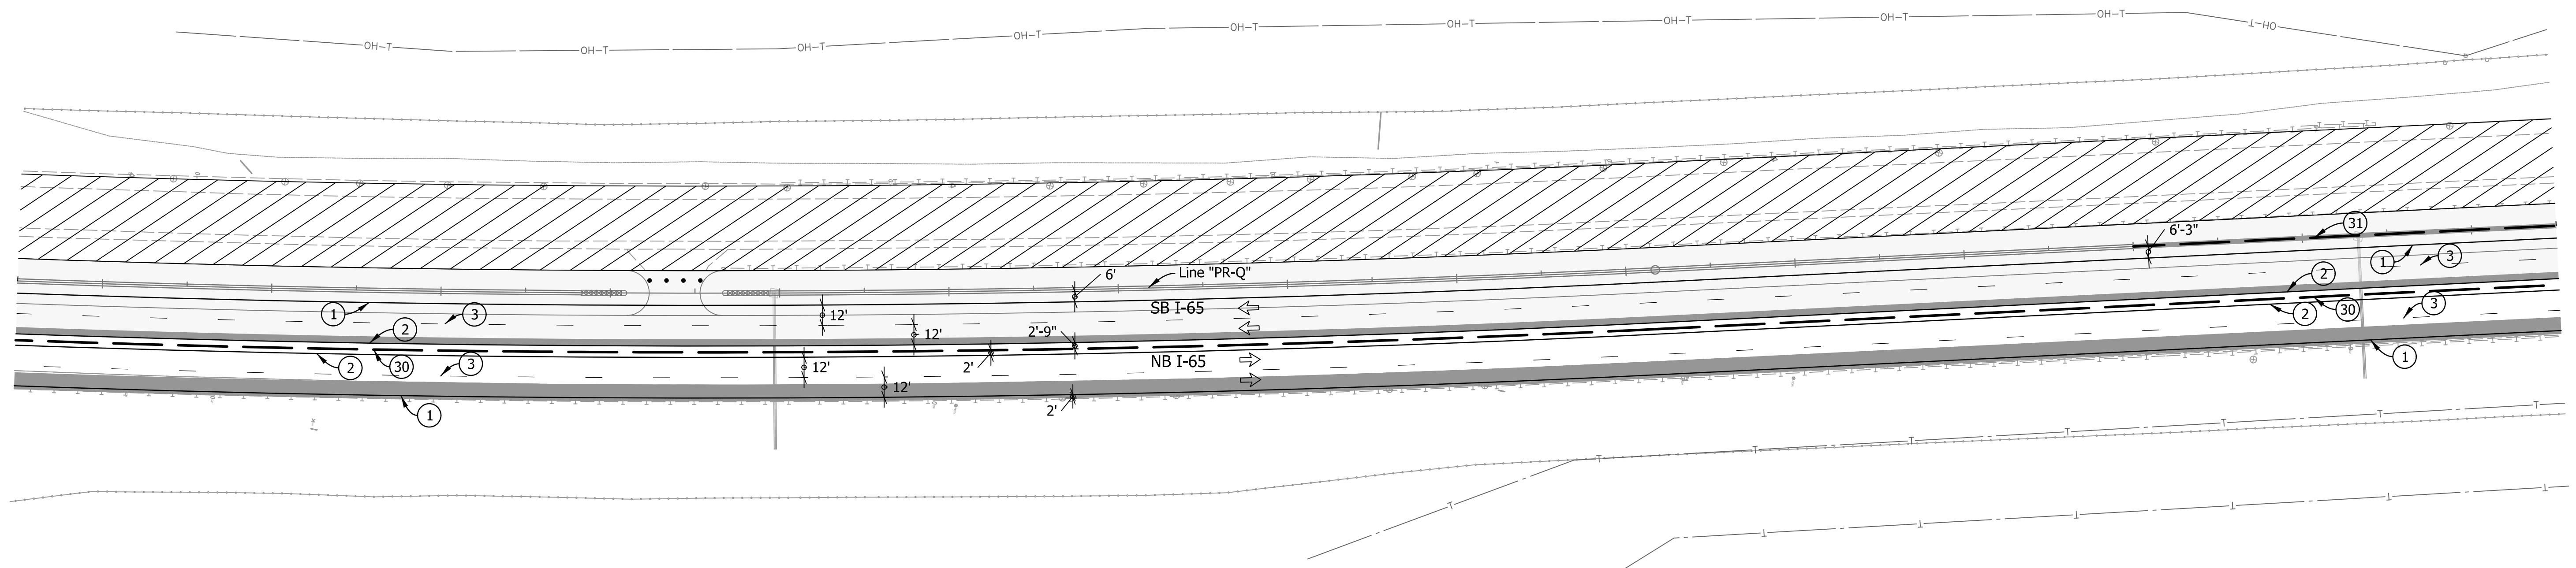 OH-T OH-T OH-T OH-T OH-T OH-T OH-T OH-T OH-T OH-T
31
6'-3"
1 3
6' Line "PR-Q"
2
SB I-65
1 3 12' 30 3
2 12' 2'-9" 2
2 30 3 12' 2' NB I-65 1
12'
1 2'
T T T T T T T
T T T T T T T